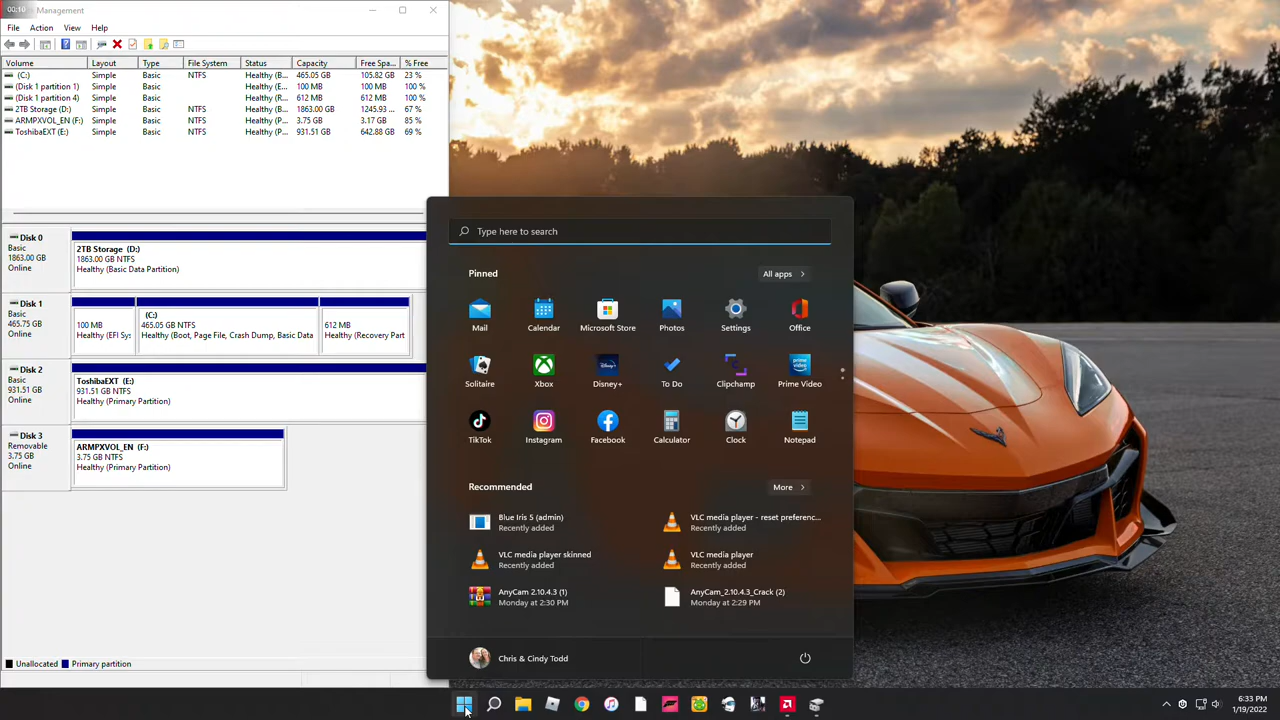 00:10 Management
File Action View Help
Volume Layout Type File System Status Capacity Free Spa... % Free
(C:) Simple Basic NTFS Healthy (B... 465.05 GB 105.82 GB 23 %
(Disk 1 partition 1) Simple Basic Healthy (E... 100 MB 100 MB 100 %
(Disk 1 partition 4) Simple Basic Healthy (R... 612 MB 612 MB 100 %
2TB Storage (D:) Simple Basic NTFS Healthy (B... 1863.00 GB 1245.93 ... 67 %
ARMPXVOL_EN (F:) Simple Basic NTFS Healthy (P... 3.75 GB 3.17 GB 85 %
ToshibaEXT (E:) Simple Basic NTFS Healthy (P... 931.51 GB 642.88 GB 69 %
Disk 0
Basic
1863.00 GB
Online
2TB Storage (D:)
1863.00 GB NTFS
Healthy (Basic Data Partition)
Disk 1
Basic
465.75 GB
Online
100 MB
Healthy (EFI Sys
(C:)
465.05 GB NTFS
Healthy (Boot, Page File, Crash Dump, Basic Data
612 MB
Healthy (Recovery Part
Disk 2
Basic
931.51 GB
Online
ToshibaEXT (E:)
931.51 GB NTFS
Healthy (Primary Partition)
Disk 3
Removable
3.75 GB
Online
ARMPXVOL_EN (F:)
3.75 GB NTFS
Healthy (Primary Partition)
Unallocated Primary partition
Type here to search
Pinned All apps
Mail Calendar Microsoft Store Photos Settings Office
Solitaire Xbox Disney+ To Do Clipchamp Prime Video
TikTok Instagram Facebook Calculator Clock Notepad
Recommended More
Blue Iris 5 (admin)
Recently added
VLC media player - reset preferenc...
Recently added
VLC media player skinned
Recently added
VLC media player
Recently added
AnyCam 2.10.4.3 (1)
Monday at 2:30 PM
AnyCam_2.10.4.3_Crack (2)
Monday at 2:29 PM
Chris & Cindy Todd
6:33 PM
1/19/2022